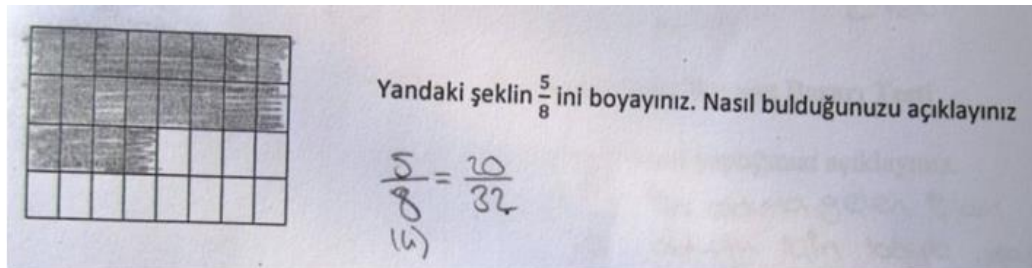 Yandaki şeklin 5/8 ini boyayınız. Nasıl bulduğunuzu açıklayınız
5/8 = 20/32
(4)